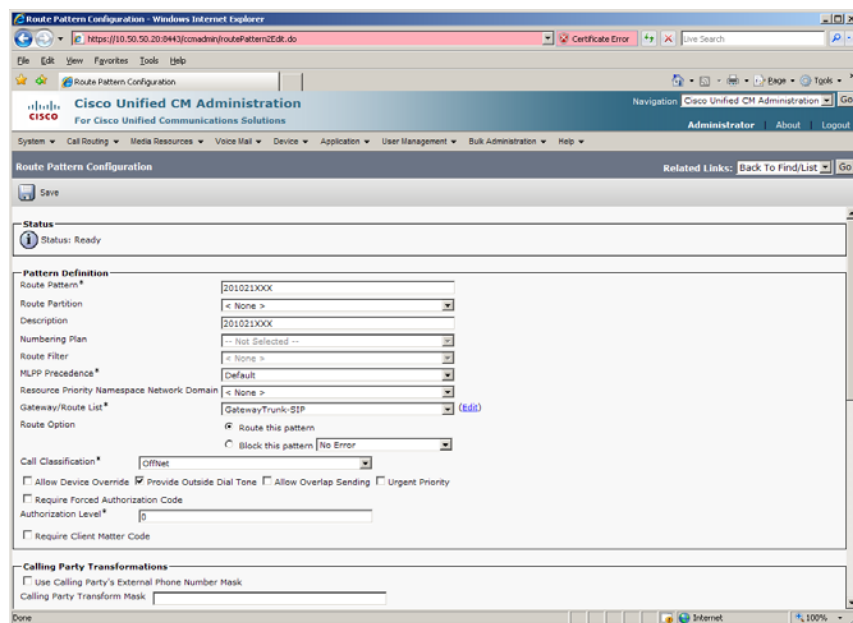 Route Pattern Configuration - Windows Internet Explorer
https://10.50.50.20:8443/ccmadmin/routePattern2Edit.do
Certificate Error
Live Search
File Edit View Favorites Tools Help
Route Pattern Configuration
Page Tools
CISCO
Cisco Unified CM Administration
For Cisco Unified Communications Solutions
Navigation Cisco Unified CM Administration Go
Administrator About Logout
System Call Routing Media Resources Voice Mail Device Application User Management Bulk Administration Help
Route Pattern Configuration
Related Links: Back To Find/List Go
Save
Status
Status: Ready
Pattern Definition
Route Pattern* 201021XXX
Route Partition < None >
Description 201021XXX
Numbering Plan -- Not Selected --
Route Filter < None >
MLPP Precedence* Default
Resource Priority Namespace Network Domain < None >
Gateway/Route List* GatewayTrunk-SIP (Edit)
Route Option Route this pattern
Block this pattern No Error
Call Classification* OffNet
Allow Device Override Provide Outside Dial Tone Allow Overlap Sending Urgent Priority
Require Forced Authorization Code
Authorization Level* 0
Require Client Matter Code
Calling Party Transformations
Use Calling Party's External Phone Number Mask
Calling Party Transform Mask
Done Internet 100%